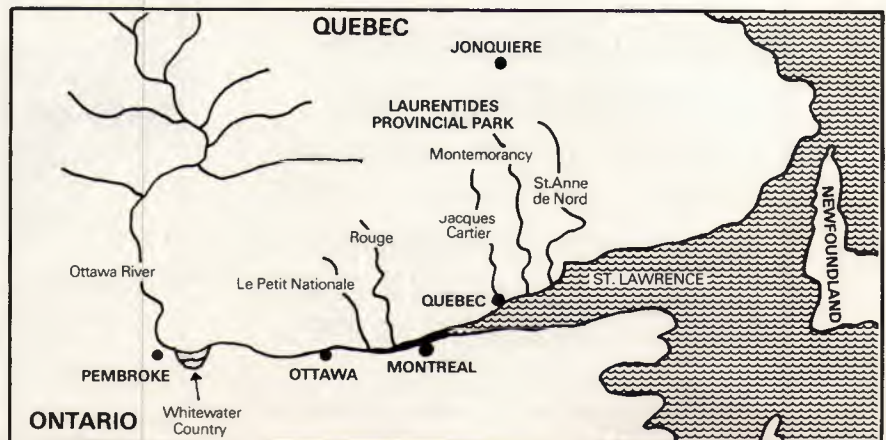 QUEBEC
JONQUIERE
LAURENTIDES
PROVINCIAL PARK
Montemorancy
St.Anne
de Nord
Jacques
Cartier
Rouge
Ottawa River
Le Petit Nationale
QUEBEC
ST. LAWRENCE
NEWFOUNDLAND
PEMBROKE
OTTAWA
MONTREAL
Whitewater
Country
ONTARIO